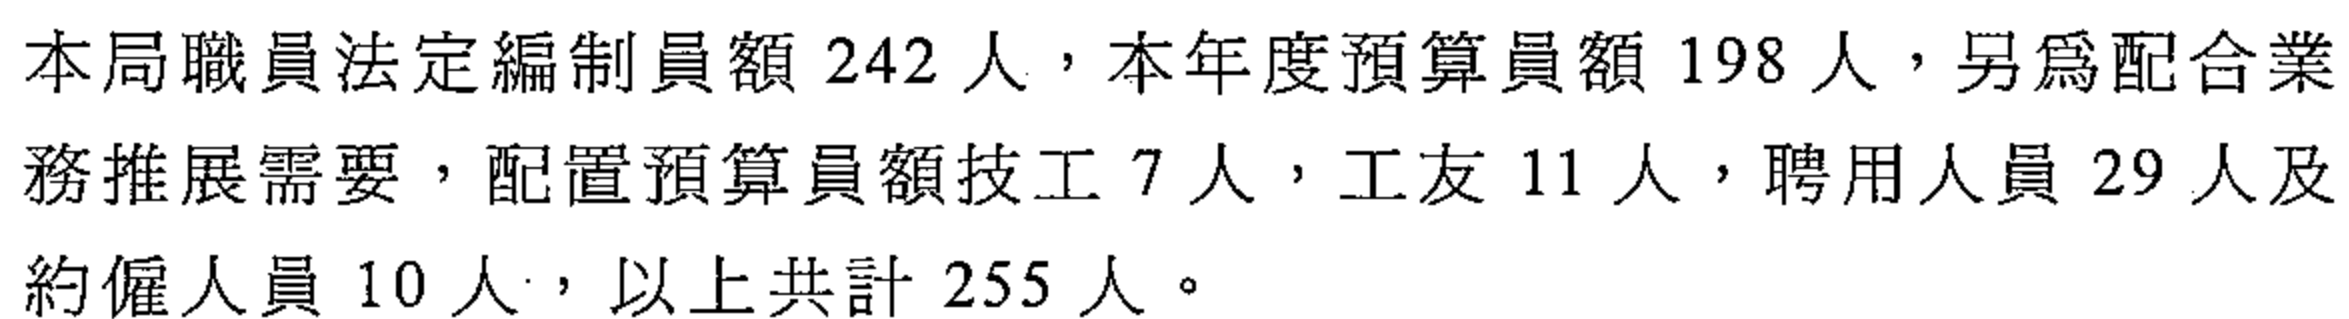 本局職員法定編制員額 242 人，本年度預算員額 198 人，另為配合業
務推展需要，配置預算員額技工 7 人，工友 11 人，聘用人員 29 人及
約僱人員 10 人，以上共計 255 人。